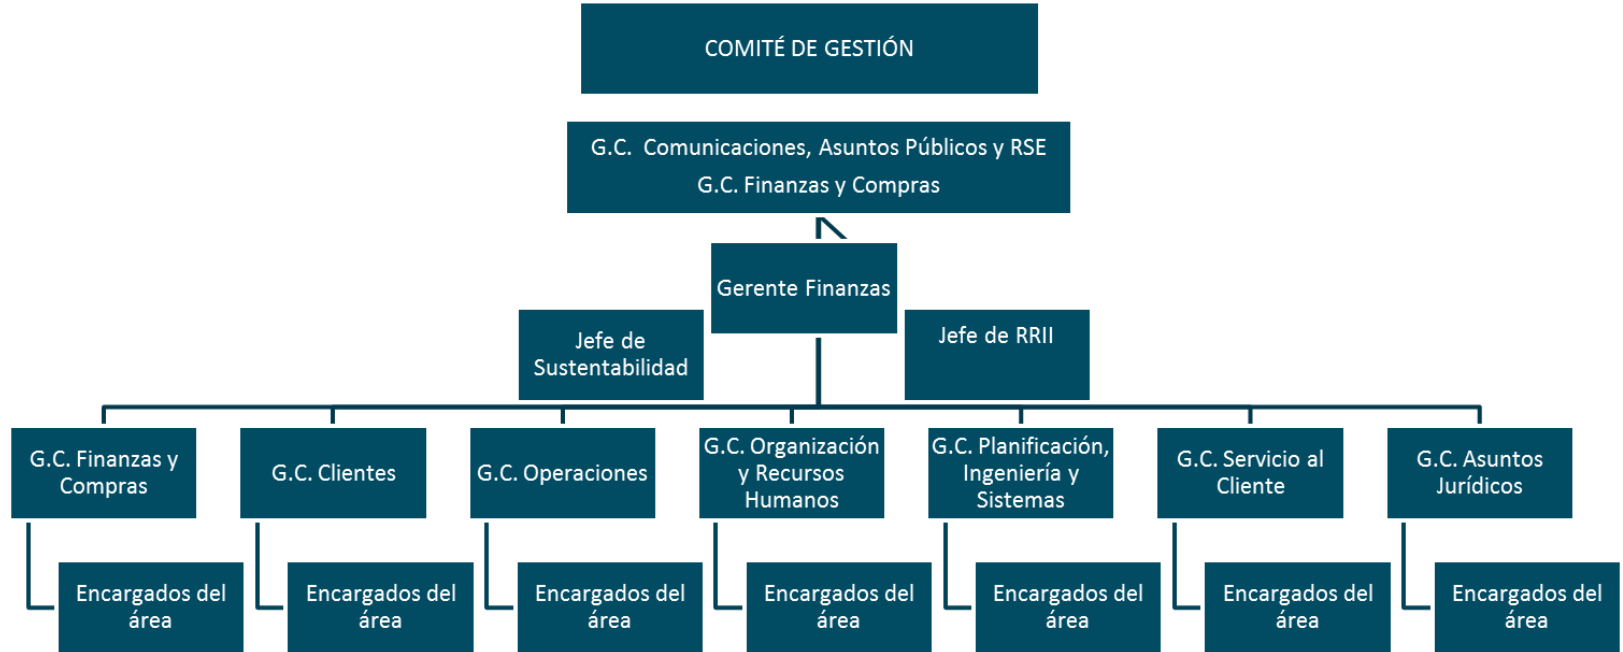 COMITÉ DE GESTIÓN
G.C. Comunicaciones, Asuntos Públicos y RSE
G.C. Finanzas y Compras
Gerente Finanzas
Jefe de
Sustentabilidad
Jefe de RRII
G.C. Finanzas y
Compras
G.C. Clientes
G.C. Operaciones
G.C. Organización
y Recursos
Humanos
G.C. Planificación,
Ingeniería y
Sistemas
G.C. Servicio al
Cliente
G.C. Asuntos
Jurídicos
Encargados del
área
Encargados del
área
Encargados del
área
Encargados del
área
Encargados del
área
Encargados del
área
Encargados del
área